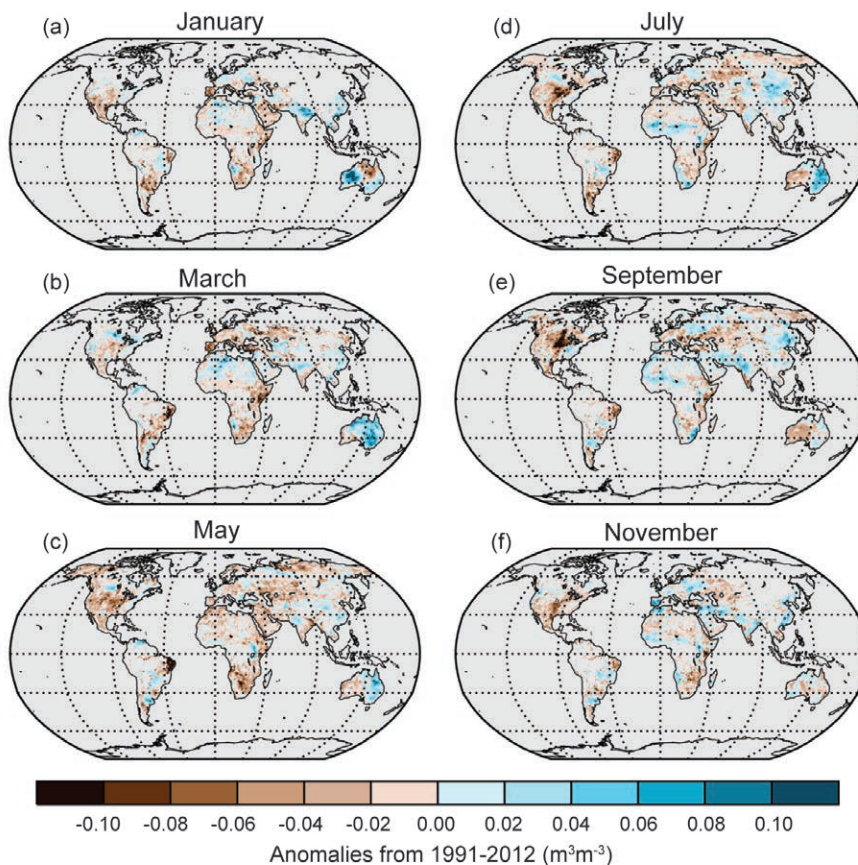 (a) January
(d) July
(b) March
(e) September
(c) May
(f) November
-0.10 -0.08 -0.06 -0.04 -0.02 0.00 0.02 0.04 0.06 0.08 0.10
Anomalies from 1991-2012 (m³m⁻³)